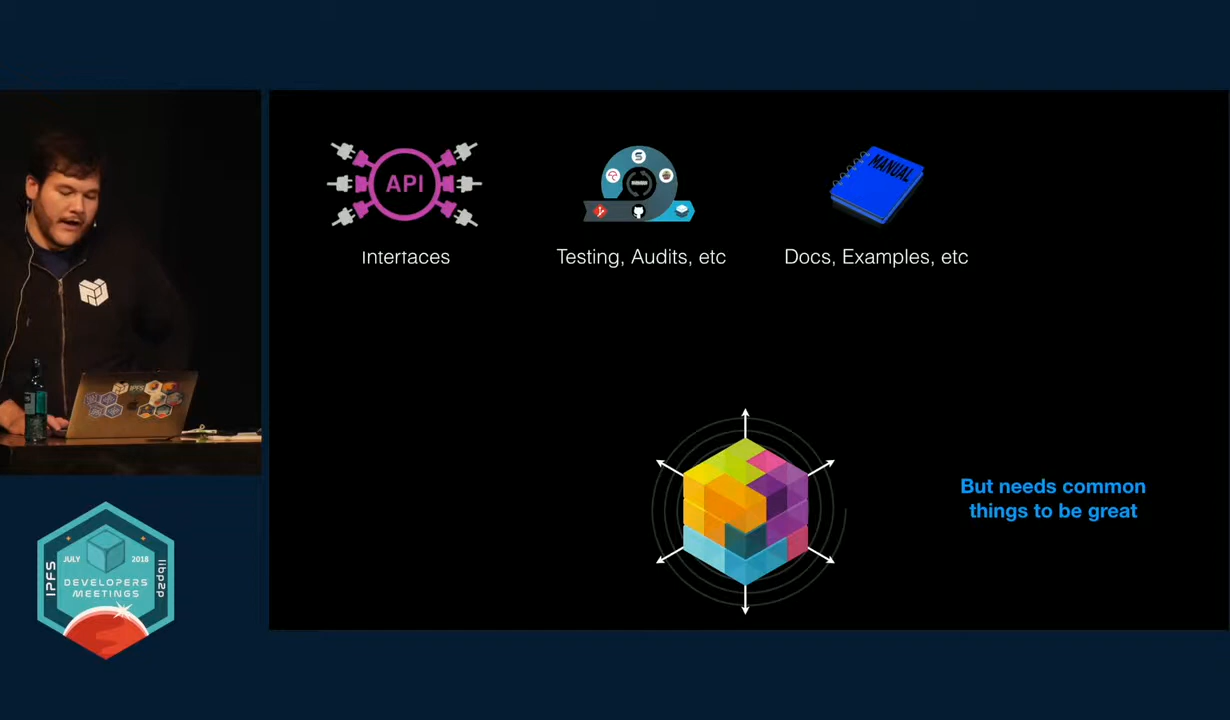 API
MANUAL
Interfaces
Testing, Audits, etc
Docs, Examples, etc
But needs common
things to be great
IPFS
JULY
2018
libp2p
DEVELOPERS
MEETINGS
IPFS